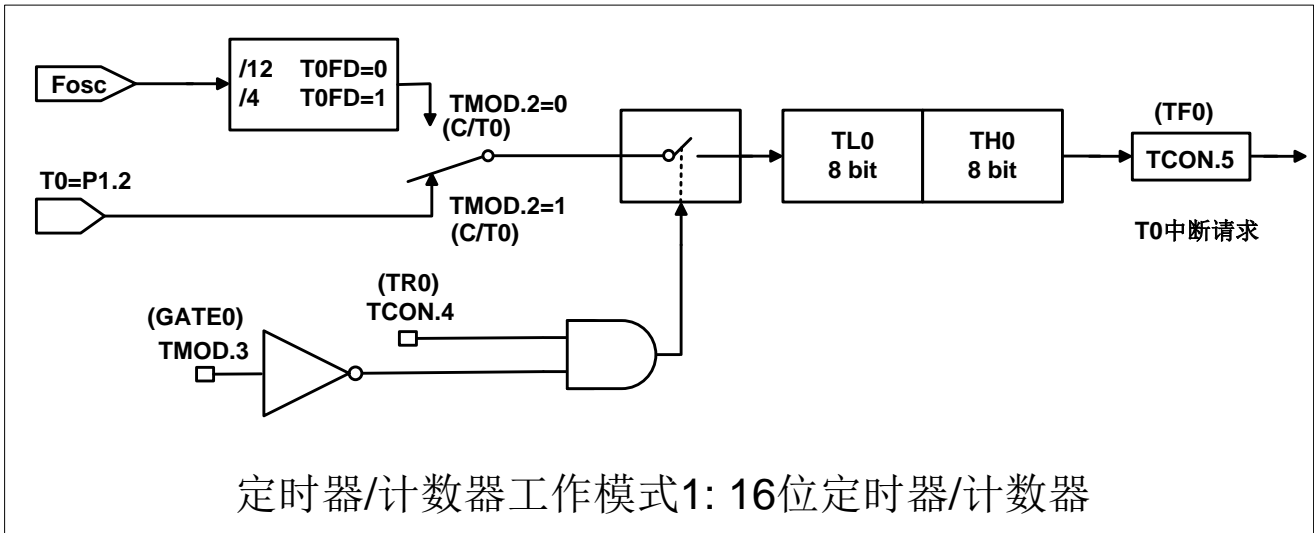 Fosc
/12 T0FD=0
/4 T0FD=1
TMOD.2=0
(C/T0)
T0=P1.2
TMOD.2=1
(C/T0)
TL0
8 bit
TH0
8 bit
(TF0)
TCON.5
T0中断请求
(TR0)
TCON.4
(GATE0)
TMOD.3
定时器/计数器工作模式1: 16位定时器/计数器